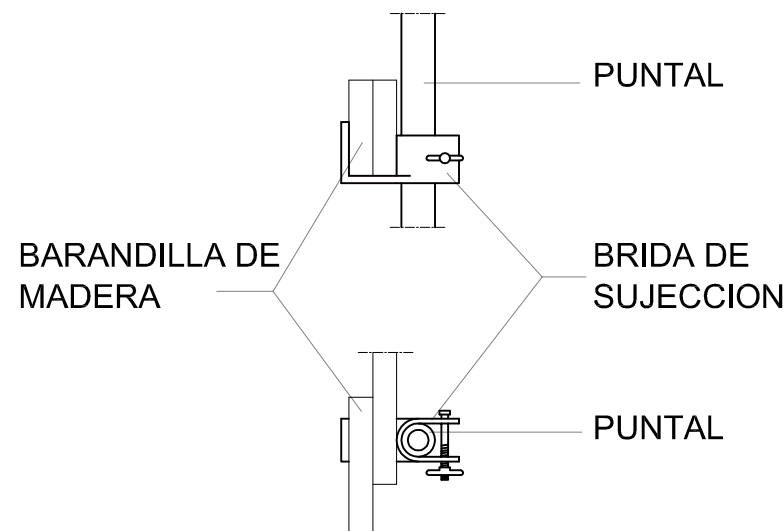 PUNTAL
BARANDILLA DE
MADERA
BRIDA DE
SUJECCION
PUNTAL